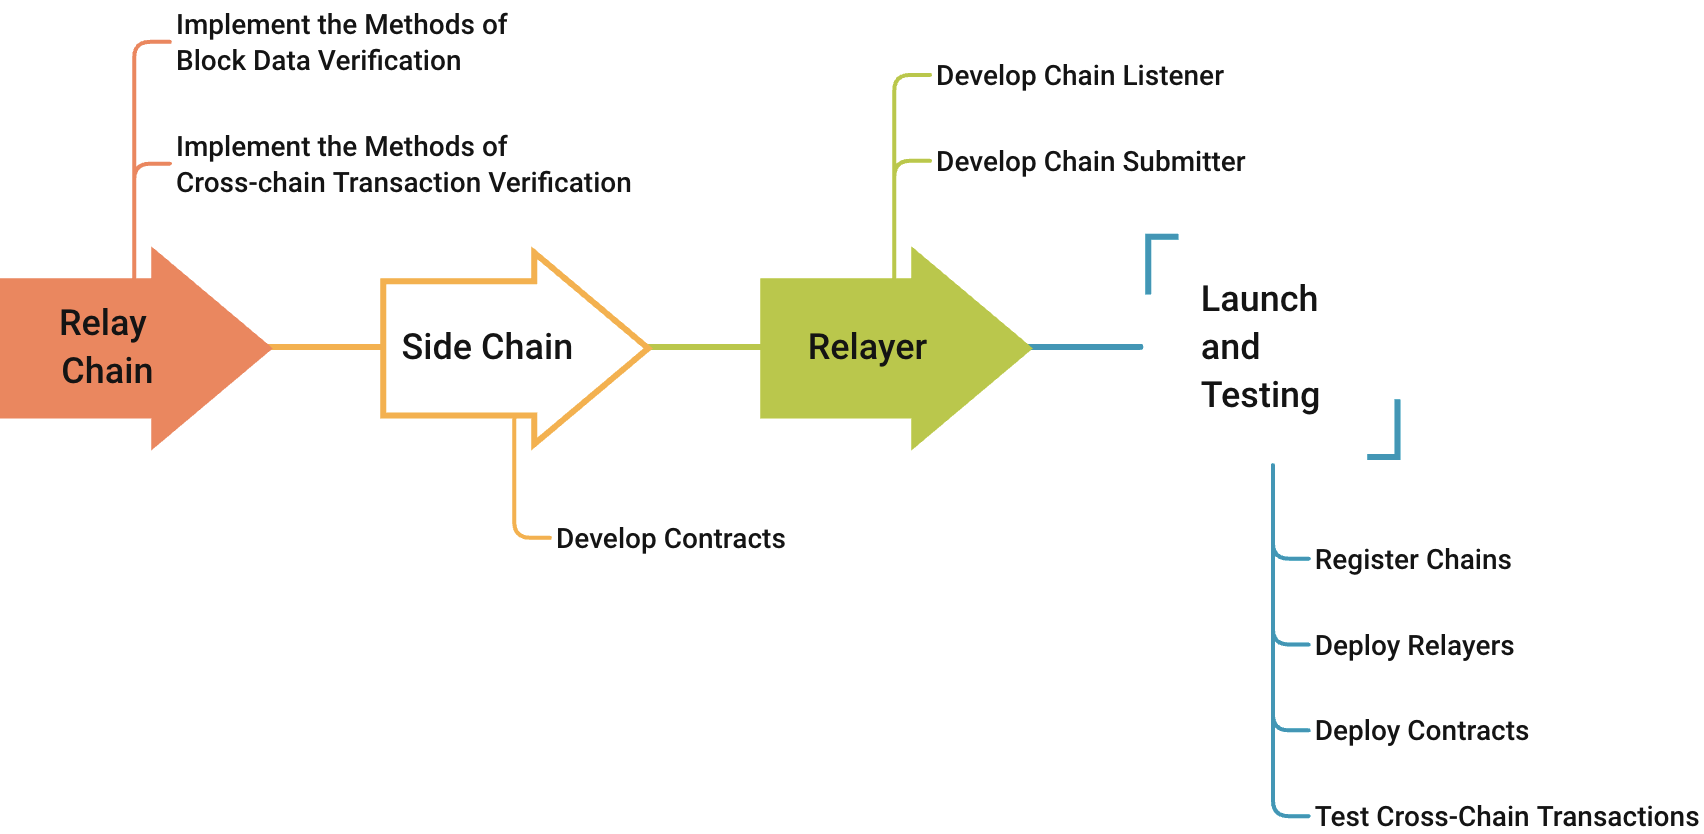 Implement the Methods of
Block Data Verification
Implement the Methods of
Cross-chain Transaction Verification
Relay
Chain
Side Chain
Develop Contracts
Develop Chain Listener
Develop Chain Submitter
Relayer
Launch
and
Testing
Register Chains
Deploy Relayers
Deploy Contracts
Test Cross-Chain Transactions